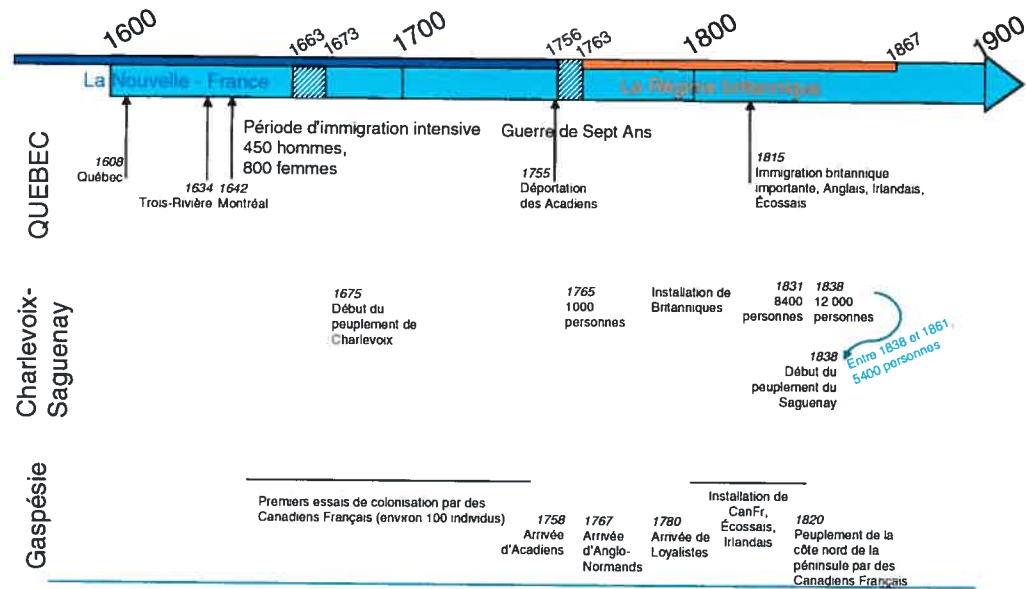 1600
1663
1673
1700
1756
1763
1800
1867
1900
La Nouvelle - France
Le Régime britannique
QUEBEC
1608
Québec
1634
Trois-Rivière
1642
Montréal
Période d'immigration intensive
450 hommes,
800 femmes
Guerre de Sept Ans
1755
Déportation
des Acadiens
1815
Immigration britannique
importante, Anglais, Irlandais,
Écossais
Charlevoix-
Saguenay
1675
Début du
peuplement de
Charlevoix
1765
1000
personnes
Installation de
Britanniques
1831
8400
personnes
1838
12 000
personnes
Entre 1838 et 1861,
5400 personnes
1838
Début du
peuplement du
Saguenay
Gaspésie
Premiers essais de colonisation par des
Canadiens Français (environ 100 individus)
1758
Arrivée
d'Acadiens
1767
Arrivée
d'Anglo-
Normands
1780
Arrivée de
Loyalistes
Installation de
CanFr,
Écossais,
Irlandais
1820
Peuplement de la
côte nord de la
péninsule par des
Canadiens Français